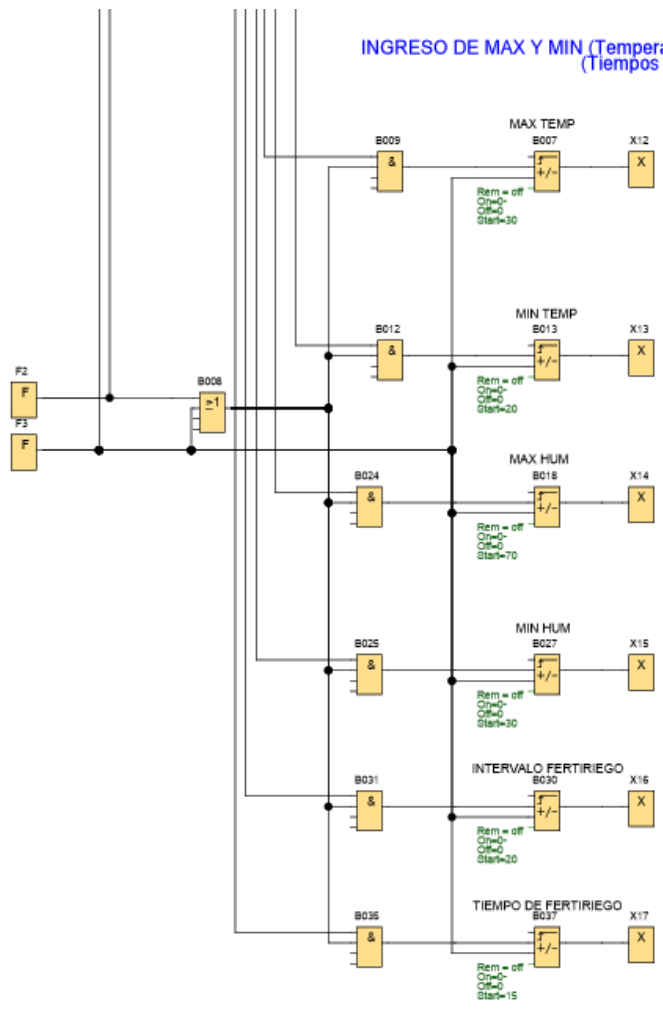 INGRESO DE MAX Y MIN (Tempera
(Tiempos
MAX TEMP
B009
B007
X12
&
+/-
X
Rem = off
On=0-
Off=0
Start=30
MIN TEMP
B012
B013
X13
&
+/-
X
Rem = off
On=0-
Off=0
Start=20
F2
F
B008
≥1
F3
F
MAX HUM
B024
B018
X14
&
+/-
X
Rem = off
On=0-
Off=0
Start=70
MIN HUM
B025
B027
X15
&
+/-
X
Rem = off
On=0-
Off=0
Start=30
INTERVALO FERTIRIEGO
B031
B030
X16
&
+/-
X
Rem = off
On=0-
Off=0
Start=20
TIEMPO DE FERTIRIEGO
B035
B037
X17
&
+/-
X
Rem = off
On=0-
Off=0
Start=15